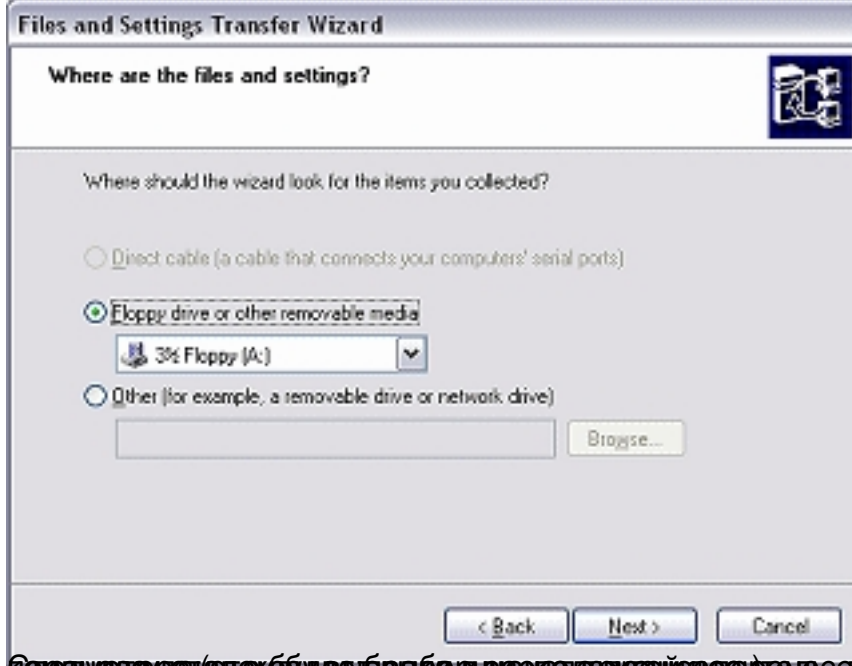 Files and Settings Transfer Wizard
Where are the files and settings?
Where should the wizard look for the items you collected?
Direct cable (a cable that connects your computers' serial ports)
Floppy drive or other removable media
3½ Floppy (A:)
Other (for example, a removable drive or network drive)
Browse...
< Back
Next >
Cancel